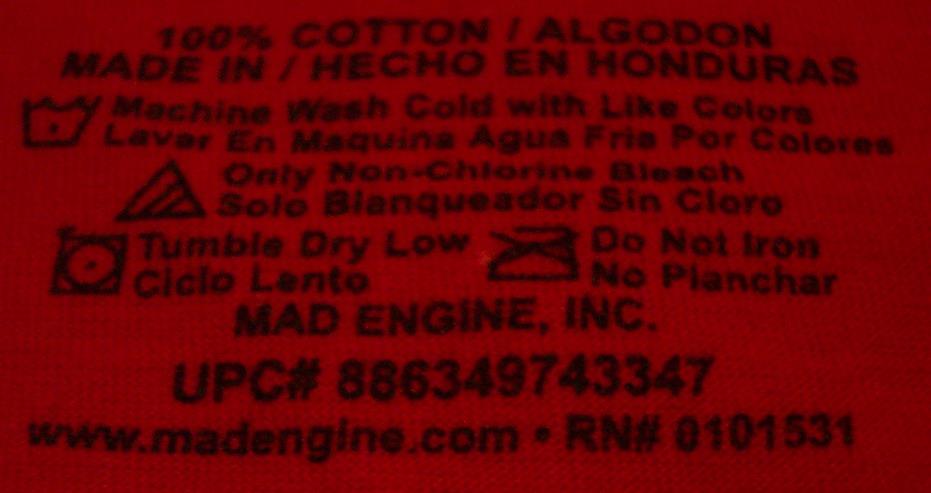 100% COTTON / ALGODON
MADE IN / HECHO EN HONDURAS
Machine Wash Cold with Like Colors
Lavar En Maquina Agua Fria Por Colores
Only Non-Chlorine Bleach
Solo Blanqueador Sin Cloro
Tumble Dry Low
Ciclo Lento
Do Not Iron
No Planchar
MAD ENGINE, INC.
UPC# 886349743347
www.madengine.com • RN# 0101531